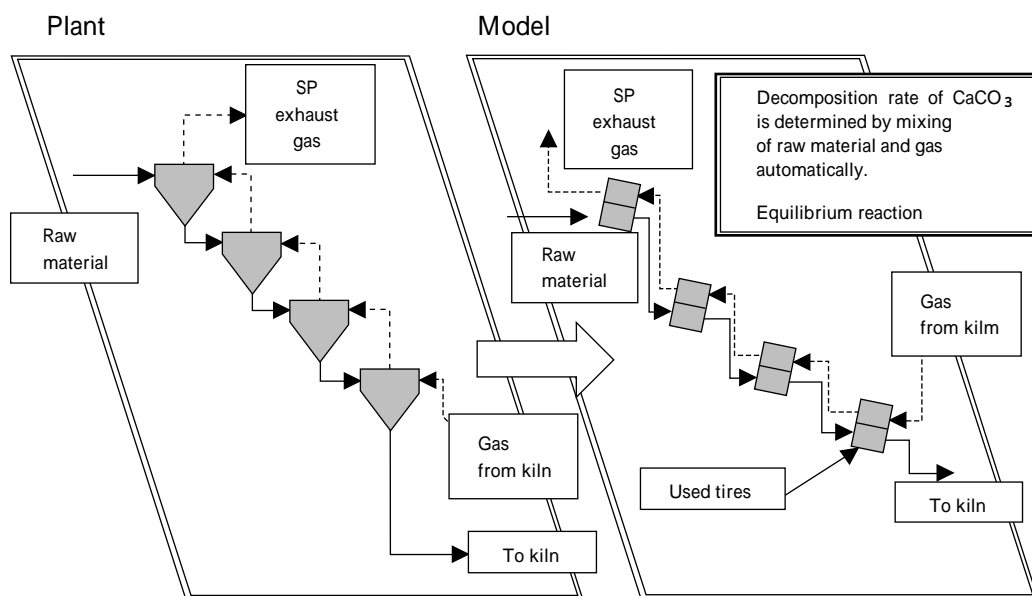 Plant
SP
exhaust
gas
Raw
material
Gas
from kiln
To kiln
Model
SP
exhaust
gas
Decomposition rate of CaCO₃
is determined by mixing
of raw material and gas
automatically.
Equilibrium reaction
Raw
material
Gas
from kilm
Used tires
To kiln